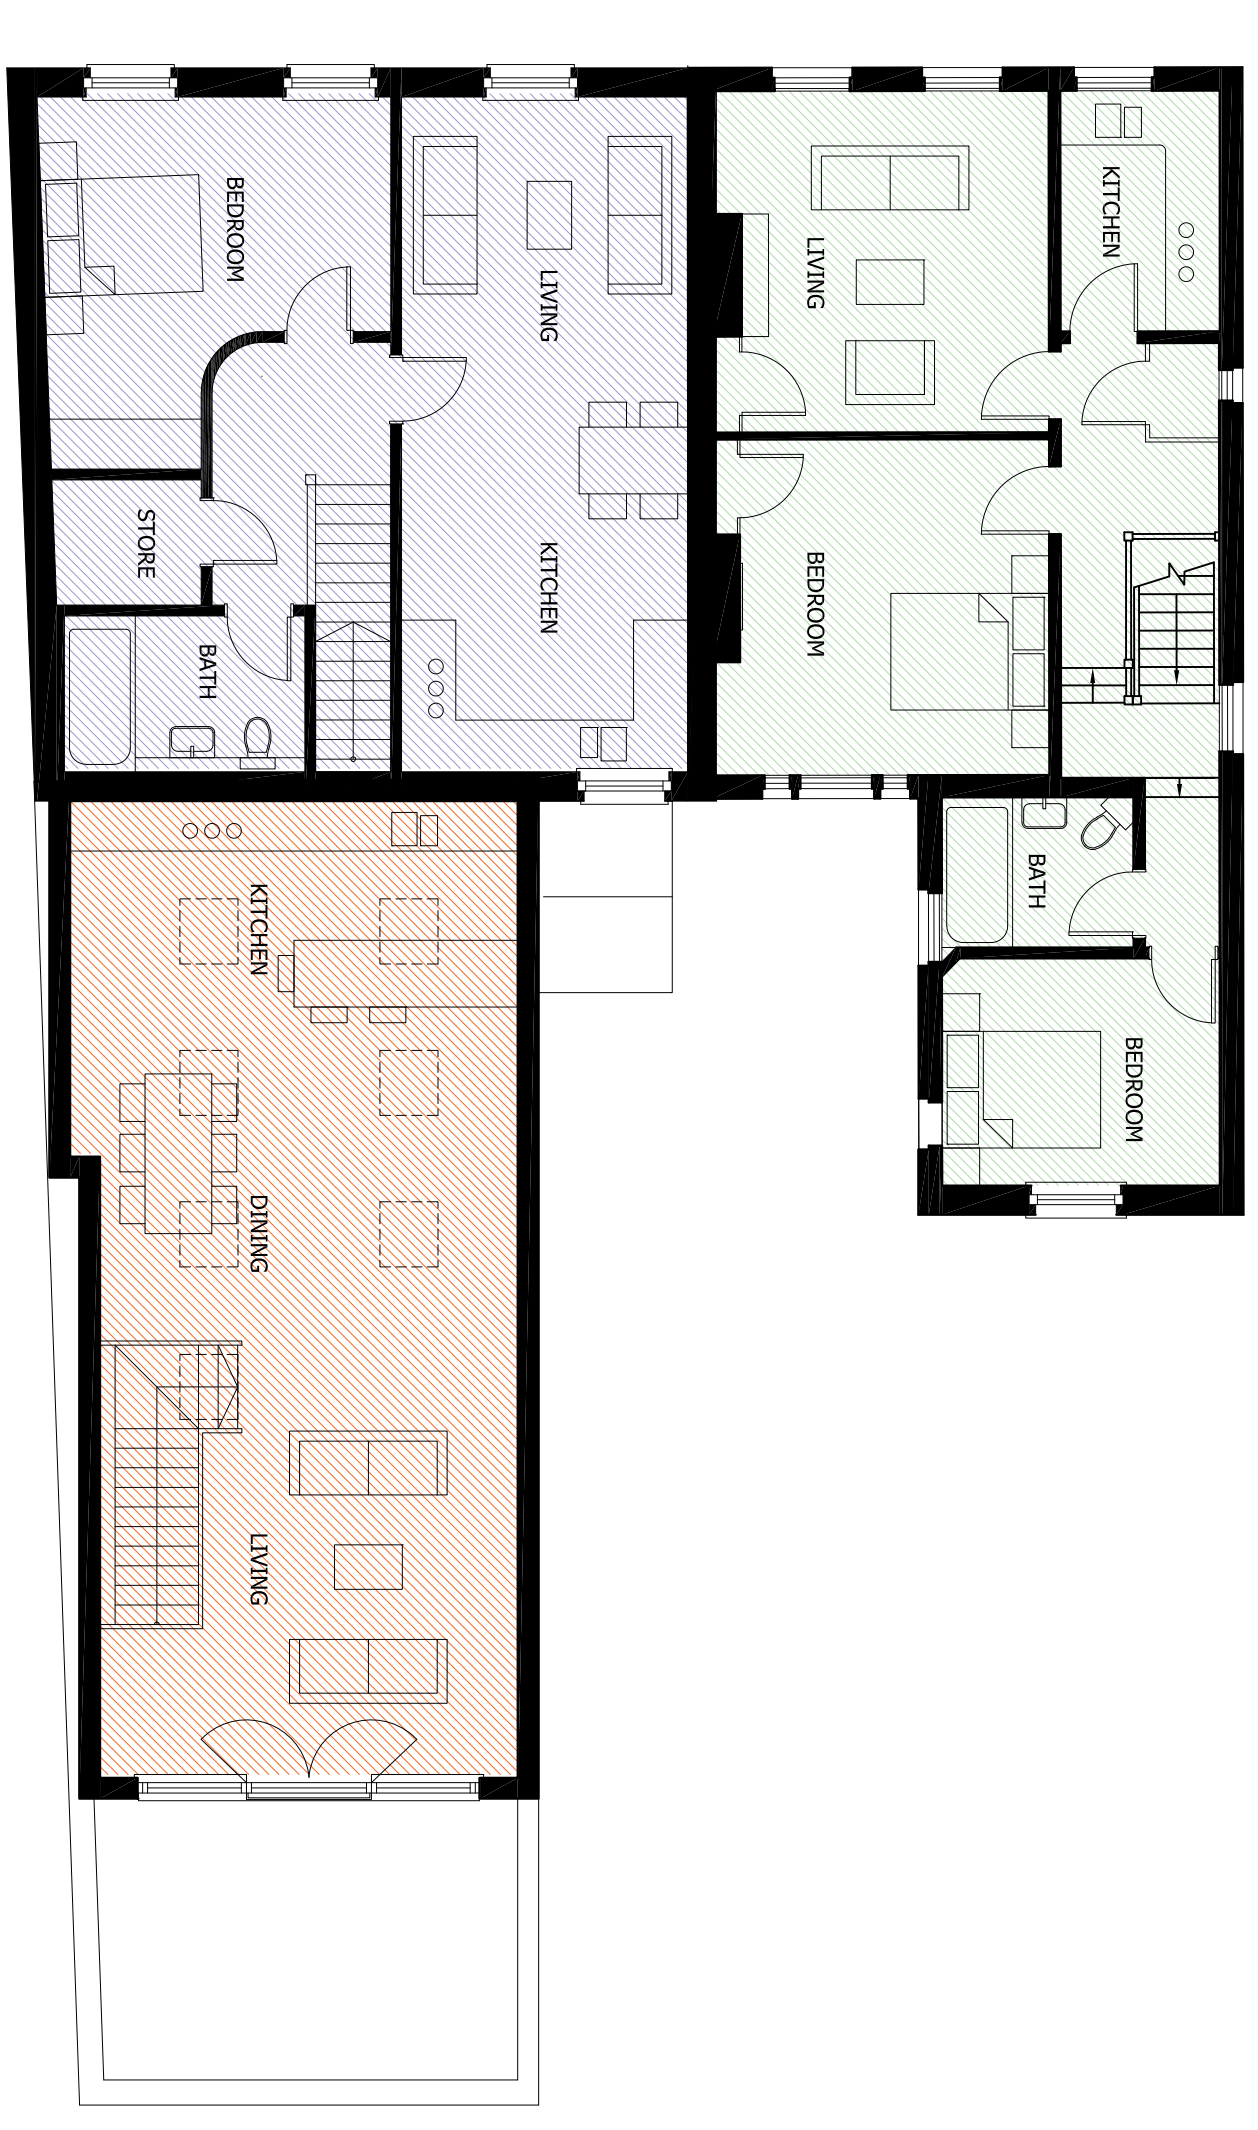 BEDROOM
LIVING
KITCHEN
STORE
BATH
LIVING
KITCHEN
BEDROOM
BATH
BEDROOM
KITCHEN
DINING
LIVING